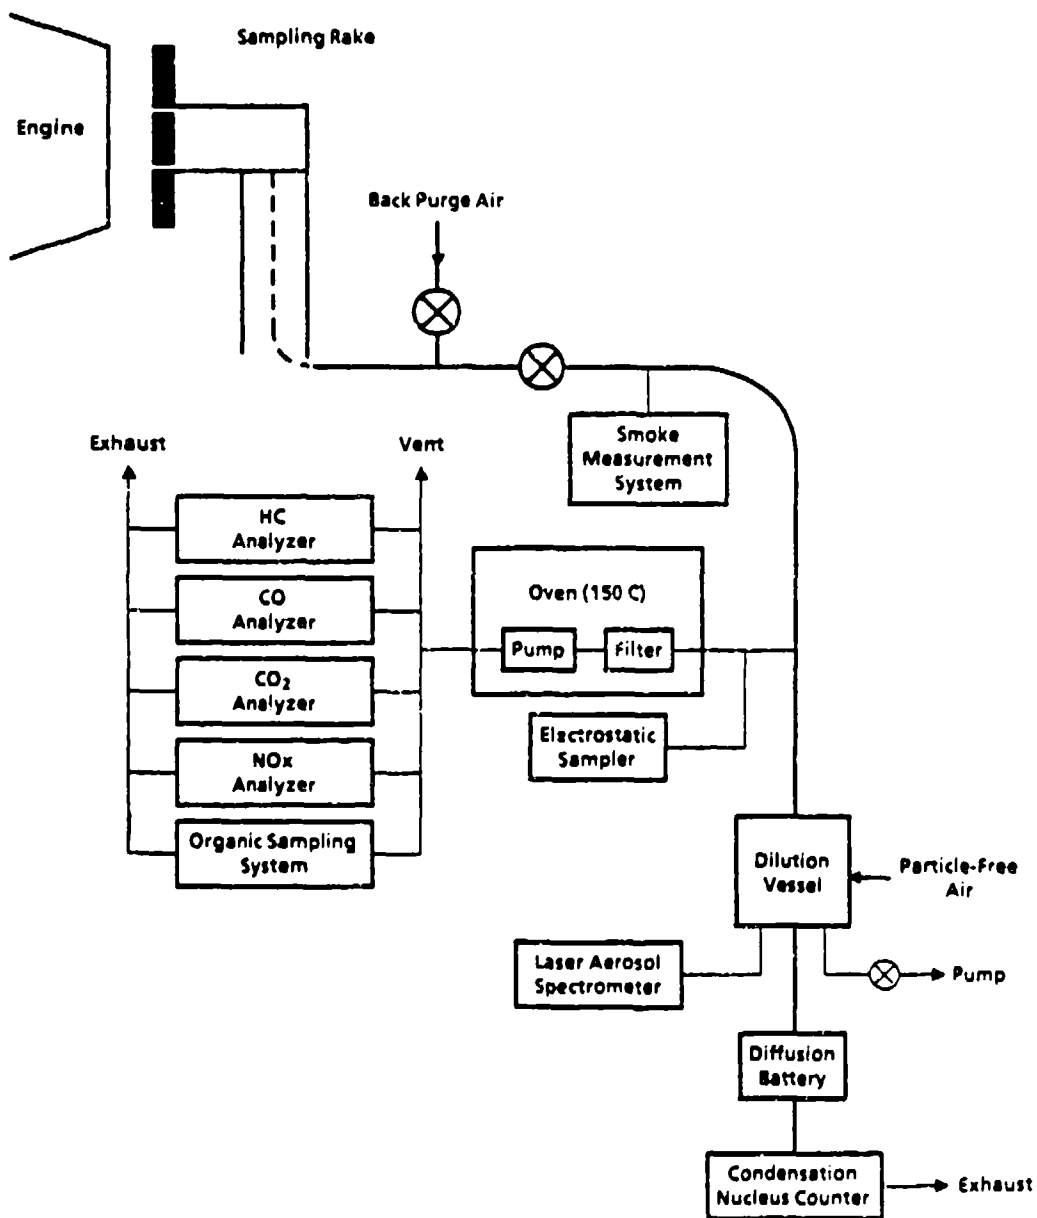 Sampling Rake
Engine
Back Purge Air
Smoke
Measurement
System
Exhaust
Vent
HC
Analyzer
CO
Analyzer
CO₂
Analyzer
NOx
Analyzer
Organic Sampling
System
Oven (150 C)
Pump
Filter
Electrostatic
Sampler
Dilution
Vessel
Particle-Free
Air
Laser Aerosol
Spectrometer
Pump
Diffusion
Battery
Condensation
Nucleus Counter
Exhaust